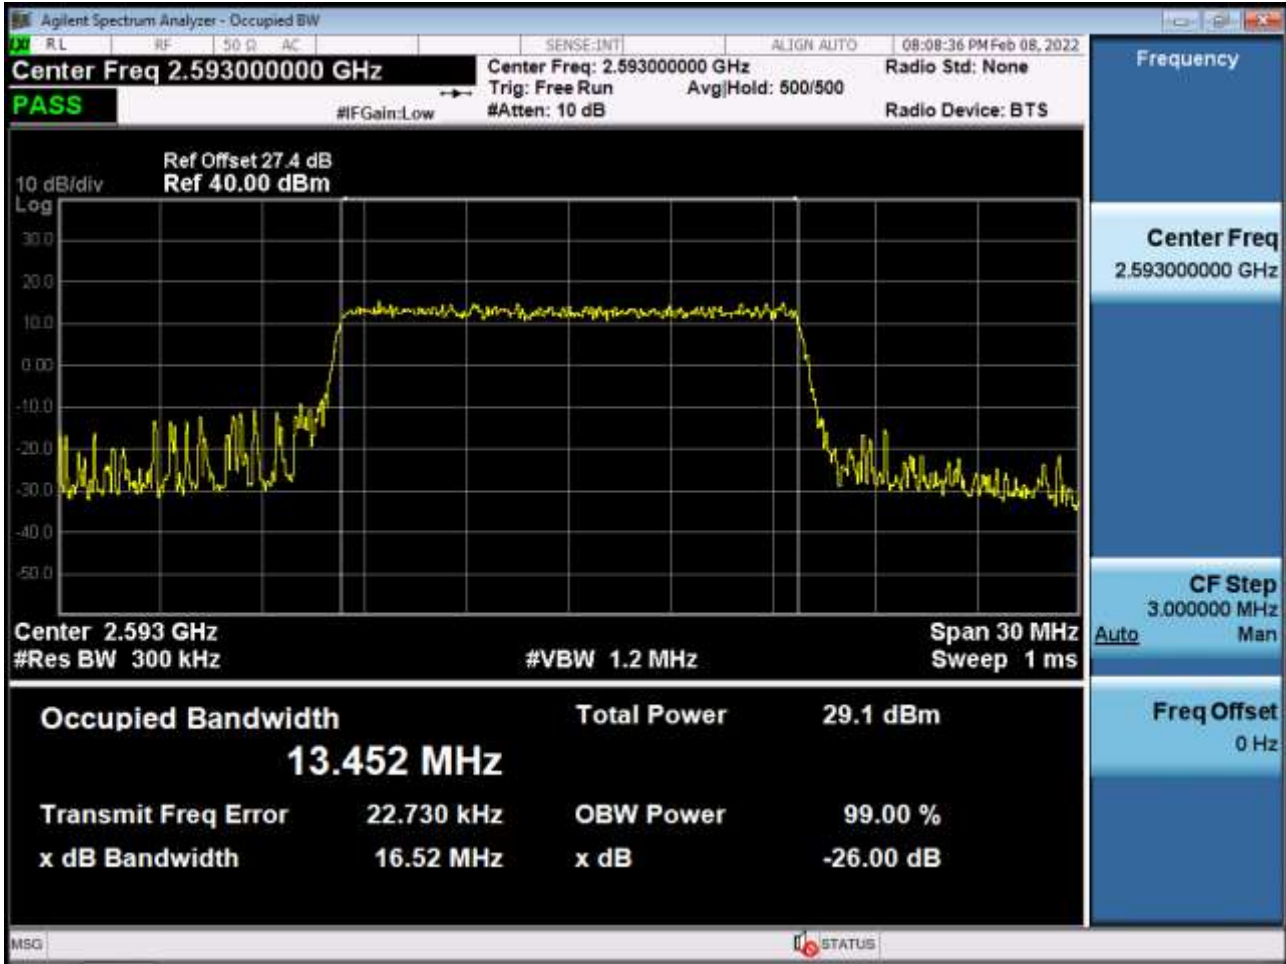 Agilent Spectrum Analyzer - Occupied BW
LXI RL RF 50 Ω AC SENSE:INT ALIGN AUTO 08:08:36 PM Feb 08, 2022
Center Freq 2.593000000 GHz
Center Freq: 2.593000000 GHz
Radio Std: None
Trig: Free Run Avg|Hold: 500/500
PASS
#IFGain:Low
#Atten: 10 dB
Radio Device: BTS
Ref Offset 27.4 dB
10 dB/div Ref 40.00 dBm
Log
30.0
20.0
10.0
0.00
-10.0
-20.0
-30.0
-40.0
-50.0
Center 2.593 GHz Span 30 MHz
#Res BW 300 kHz #VBW 1.2 MHz Sweep 1 ms
Occupied Bandwidth Total Power 29.1 dBm
13.452 MHz
Transmit Freq Error 22.730 kHz OBW Power 99.00 %
x dB Bandwidth 16.52 MHz x dB -26.00 dB
MSG STATUS
Frequency
Center Freq
2.593000000 GHz
CF Step
3.000000 MHz
Auto Man
Freq Offset
0 Hz